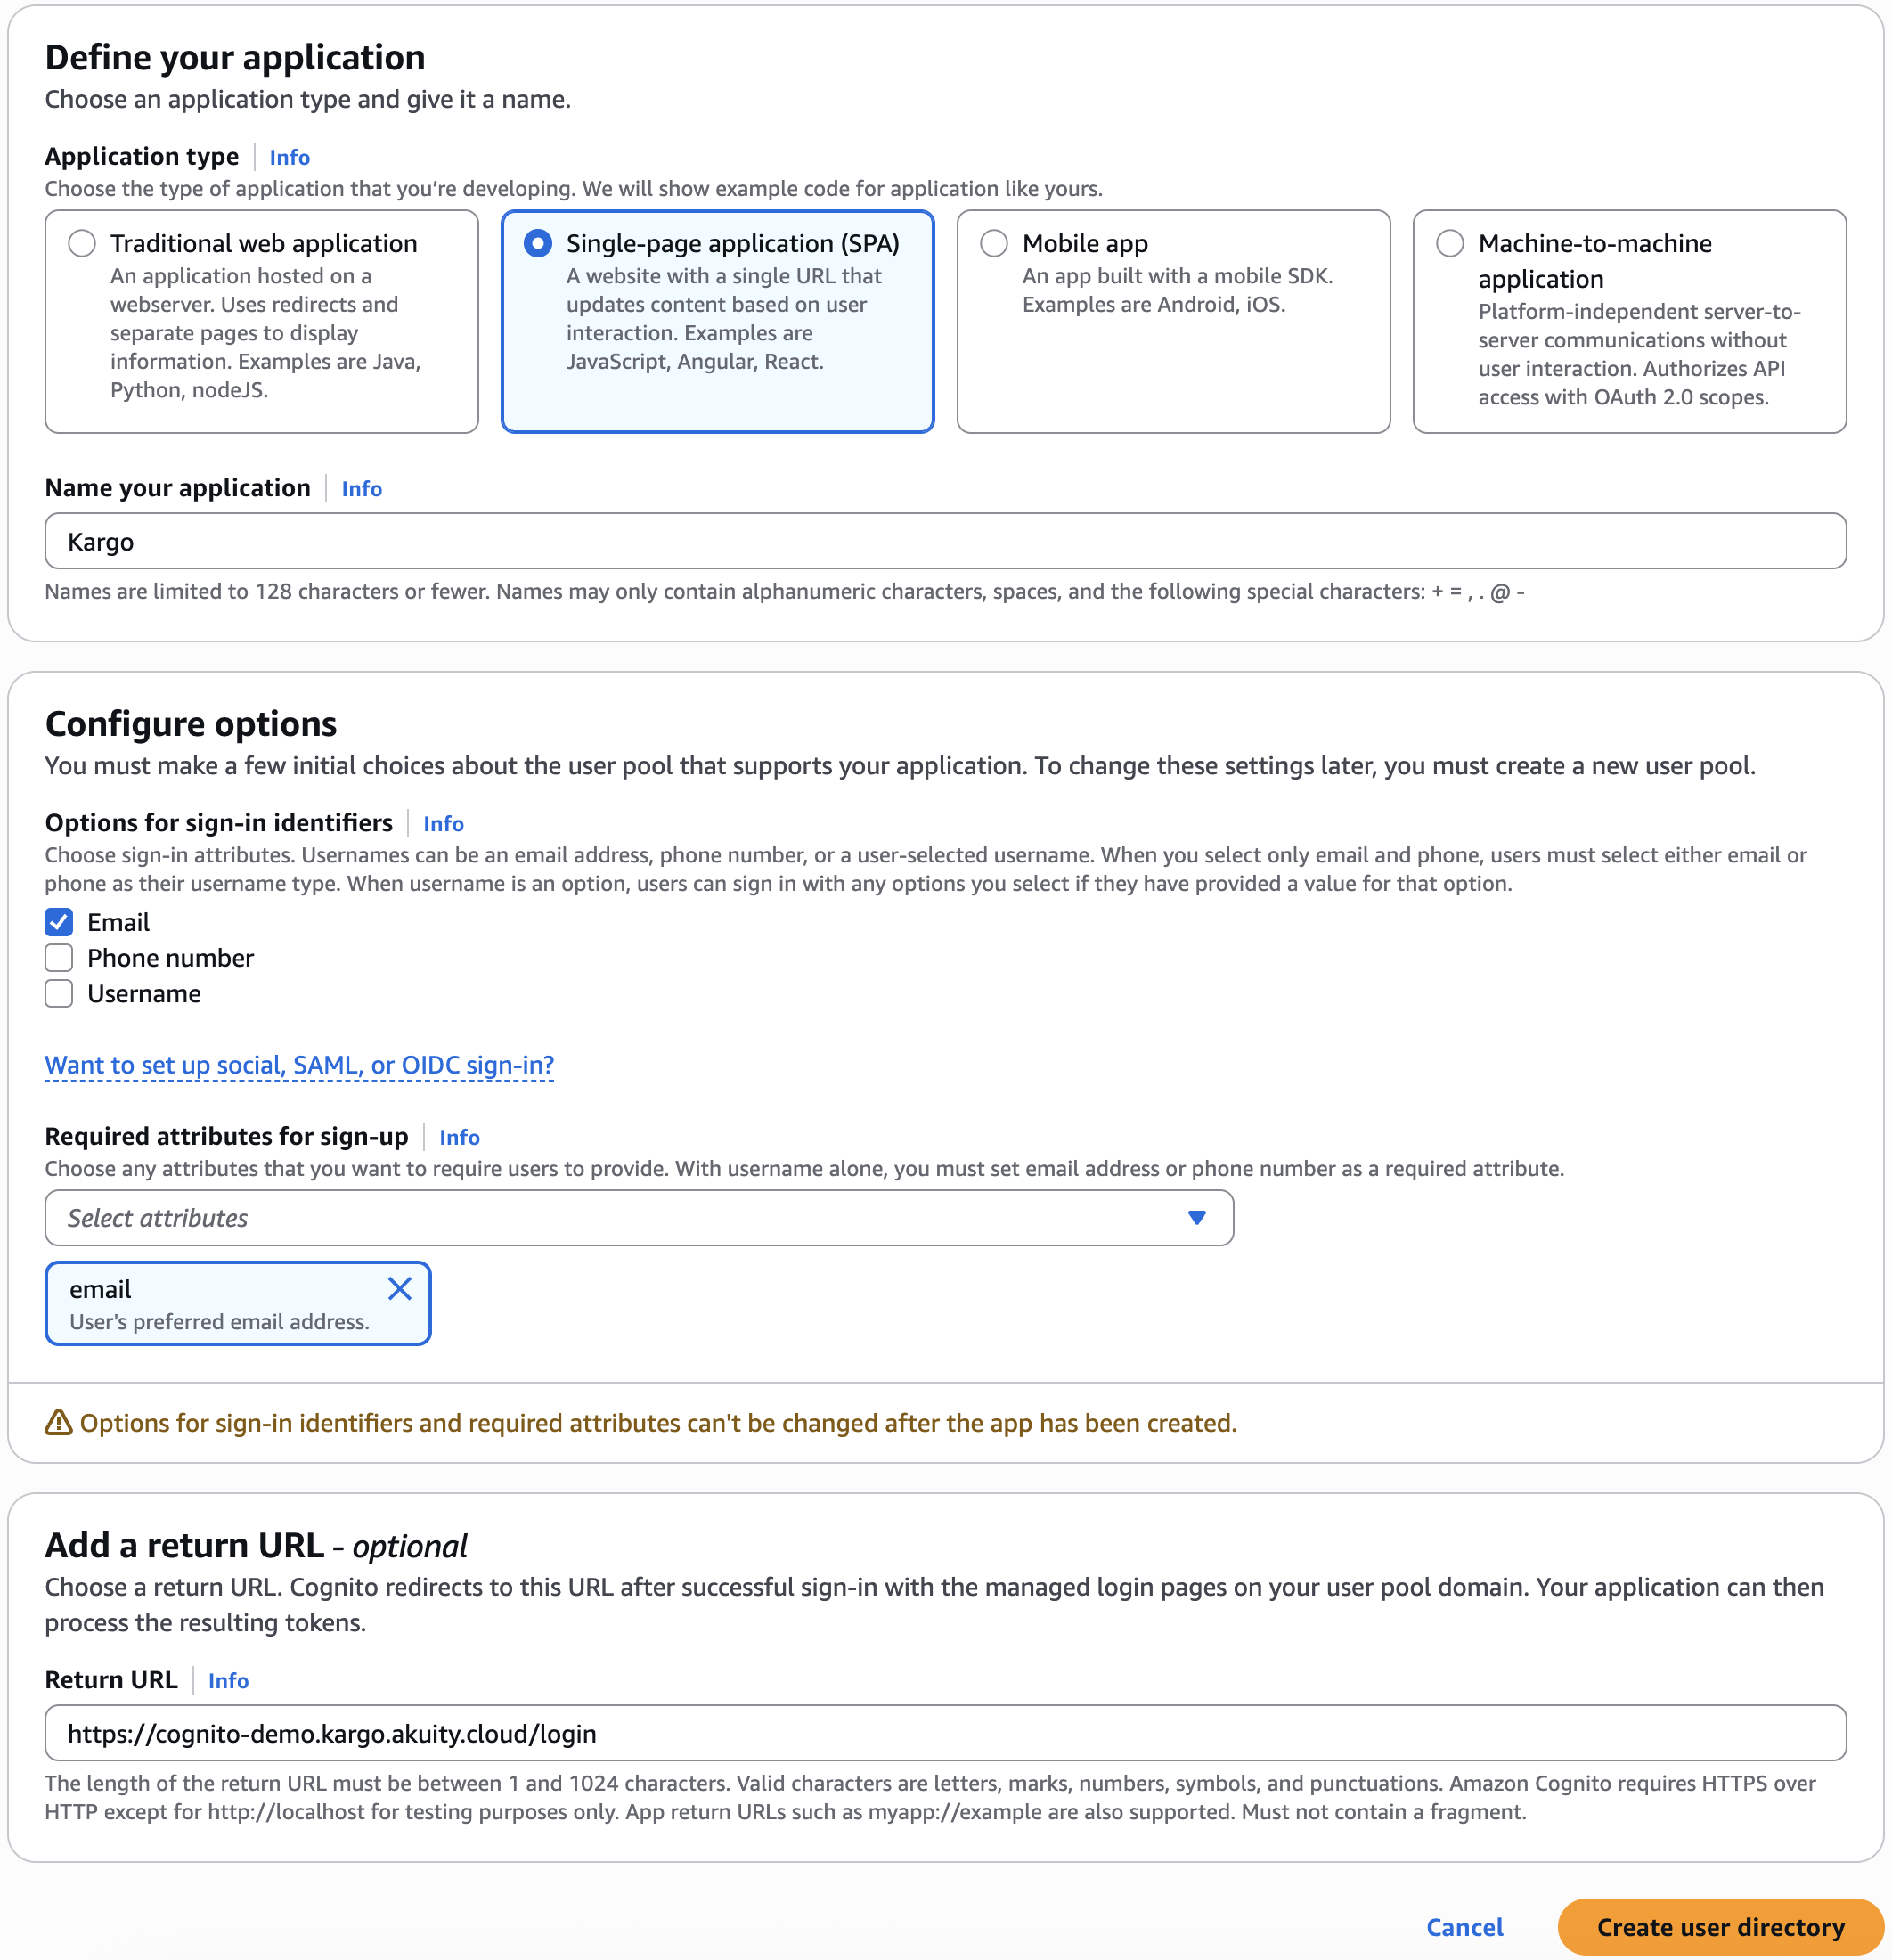 Define your application
Choose an application type and give it a name.
Application type Info
Choose the type of application that you’re developing. We will show example code for application like yours.
Traditional web application
An application hosted on a
webserver. Uses redirects and
separate pages to display
information. Examples are Java,
Python, nodeJS.
Single-page application (SPA)
A website with a single URL that
updates content based on user
interaction. Examples are
JavaScript, Angular, React.
Mobile app
An app built with a mobile SDK.
Examples are Android, iOS.
Machine-to-machine
application
Platform-independent server-to-
server communications without
user interaction. Authorizes API
access with OAuth 2.0 scopes.
Name your application Info
Kargo
Names are limited to 128 characters or fewer. Names may only contain alphanumeric characters, spaces, and the following special characters: + = , . @ -
Configure options
You must make a few initial choices about the user pool that supports your application. To change these settings later, you must create a new user pool.
Options for sign-in identifiers Info
Choose sign-in attributes. Usernames can be an email address, phone number, or a user-selected username. When you select only email and phone, users must select either email or
phone as their username type. When username is an option, users can sign in with any options you select if they have provided a value for that option.
Email
Phone number
Username
Want to set up social, SAML, or OIDC sign-in?
Required attributes for sign-up Info
Choose any attributes that you want to require users to provide. With username alone, you must set email address or phone number as a required attribute.
Select attributes
email
User's preferred email address.
Options for sign-in identifiers and required attributes can't be changed after the app has been created.
Add a return URL - optional
Choose a return URL. Cognito redirects to this URL after successful sign-in with the managed login pages on your user pool domain. Your application can then
process the resulting tokens.
Return URL Info
https://cognito-demo.kargo.akuity.cloud/login
The length of the return URL must be between 1 and 1024 characters. Valid characters are letters, marks, numbers, symbols, and punctuations. Amazon Cognito requires HTTPS over
HTTP except for http://localhost for testing purposes only. App return URLs such as myapp://example are also supported. Must not contain a fragment.
Cancel Create user directory